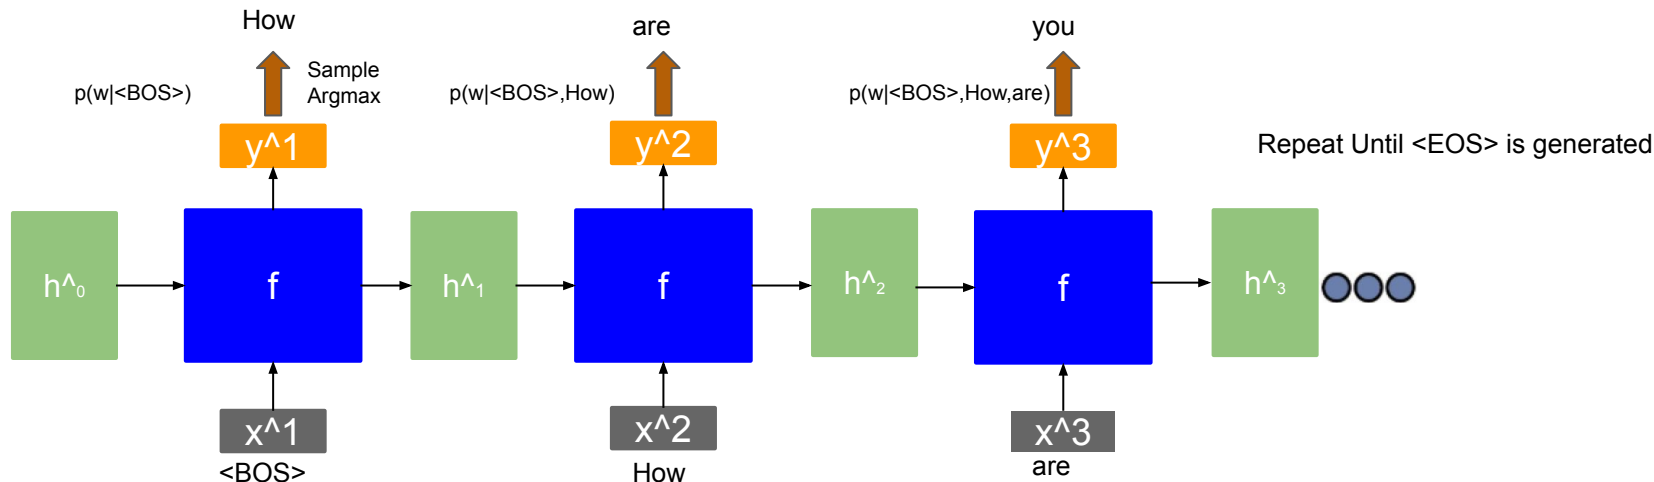 How
are
you
p(w|<BOS>)
Sample
Argmax
p(w|<BOS>,How)
p(w|<BOS>,How,are)
y^1
y^2
y^3
Repeat Until <EOS> is generated
h^0
f
h^1
f
h^2
f
h^3
x^1
x^2
x^3
<BOS>
How
are